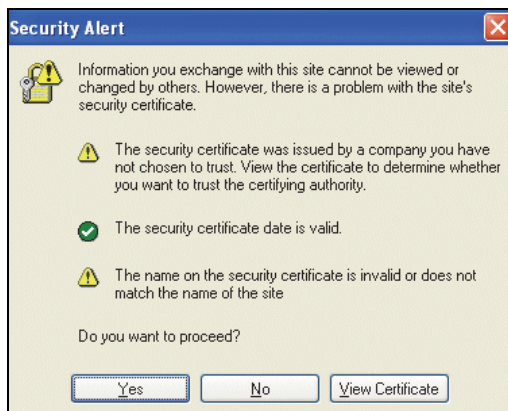 Security Alert
Information you exchange with this site cannot be viewed or
changed by others. However, there is a problem with the site's
security certificate.
The security certificate was issued by a company you have
not chosen to trust. View the certificate to determine whether
you want to trust the certifying authority.
The security certificate date is valid.
The name on the security certificate is invalid or does not
match the name of the site
Do you want to proceed?
Yes No View Certificate